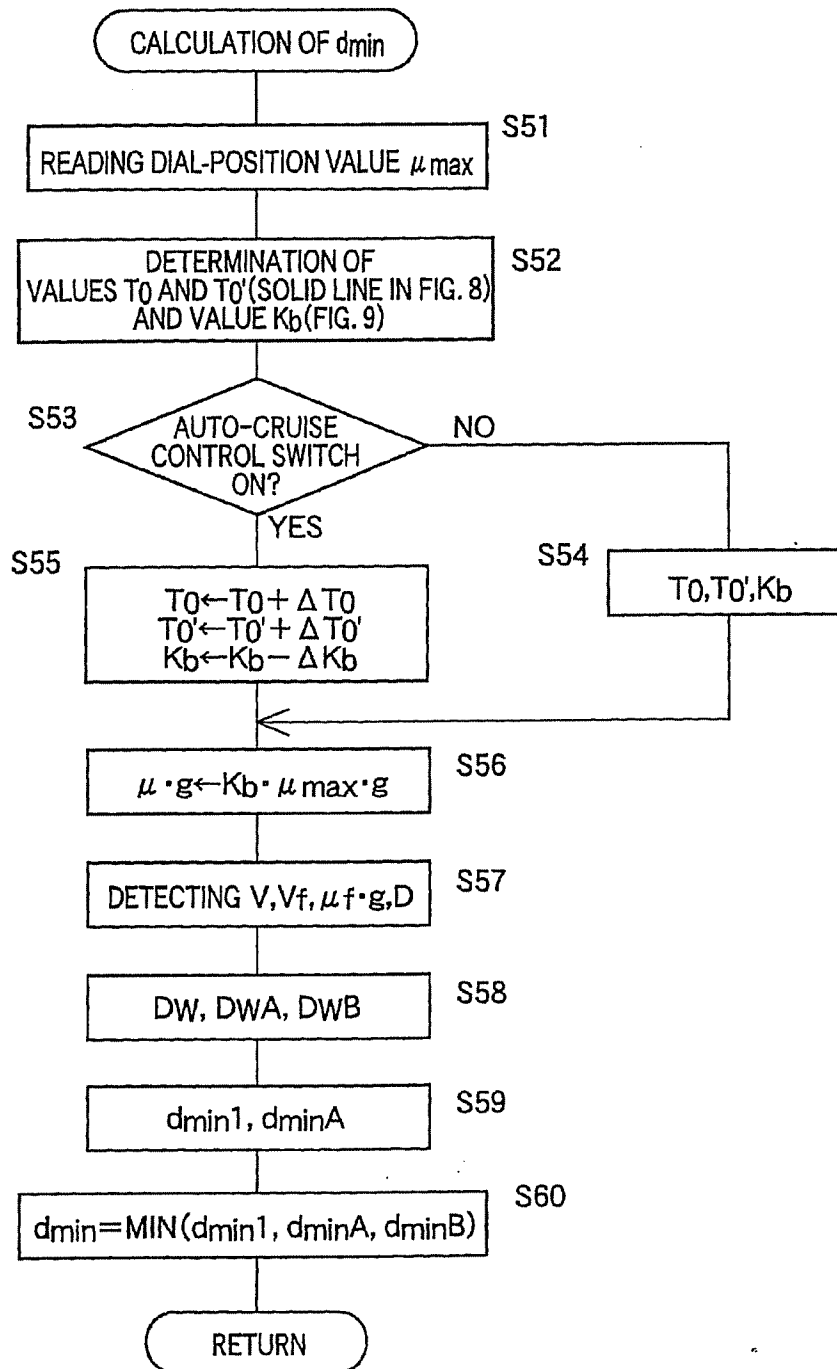 CALCULATION OF dmin
S51
READING DIAL-POSITION VALUE μmax
S52
DETERMINATION OF
VALUES T0 AND T0'(SOLID LINE IN FIG. 8)
AND VALUE Kb(FIG. 9)
S53
AUTO-CRUISE
CONTROL SWITCH
ON?
NO
YES
S54
T0,T0',Kb
S55
T0←T0+ΔT0
T0'←T0'+ΔT0'
Kb←Kb−ΔKb
S56
μ·g←Kb·μmax·g
S57
DETECTING V,Vf,μf·g,D
S58
DW, DWA, DWB
S59
dmin1, dminA
S60
dmin=MIN(dmin1, dminA, dminB)
RETURN